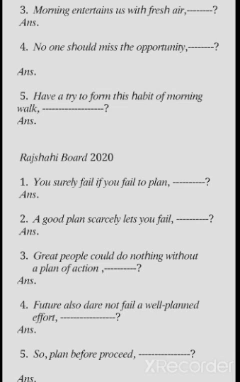 3. Morning entertains us with fresh air,--------?
Ans.
4. No one should miss the opportunity,--------?
Ans.
5. Have a try to form this habit of morning
walk, -------------------?
Ans.
Rajshahi Board 2020
1. You surely fail if you fail to plan, ----------?
Ans.
2. A good plan scarcely lets you fail, ----------?
Ans.
3. Great people could do nothing without
a plan of action ,----------?
Ans.
4. Future also dare not fail a well-planned
effort, -----------------?
Ans.
5. So, plan before proceed, ----------------?
Ans.
XRecorder